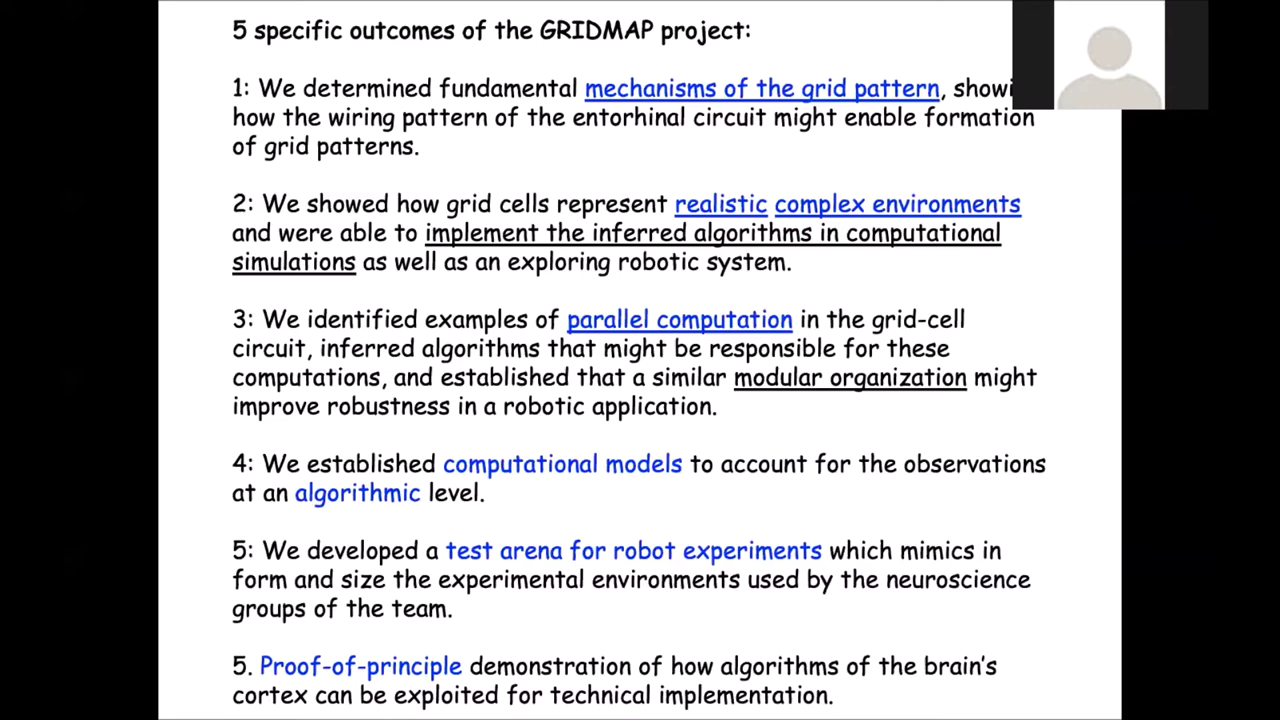 5 specific outcomes of the GRIDMAP project:
1: We determined fundamental mechanisms of the grid pattern, showi
how the wiring pattern of the entorhinal circuit might enable formation
of grid patterns.
2: We showed how grid cells represent realistic complex environments
and were able to implement the inferred algorithms in computational
simulations as well as an exploring robotic system.
3: We identified examples of parallel computation in the grid-cell
circuit, inferred algorithms that might be responsible for these
computations, and established that a similar modular organization might
improve robustness in a robotic application.
4: We established computational models to account for the observations
at an algorithmic level.
5: We developed a test arena for robot experiments which mimics in
form and size the experimental environments used by the neuroscience
groups of the team.
5. Proof-of-principle demonstration of how algorithms of the brain's
cortex can be exploited for technical implementation.